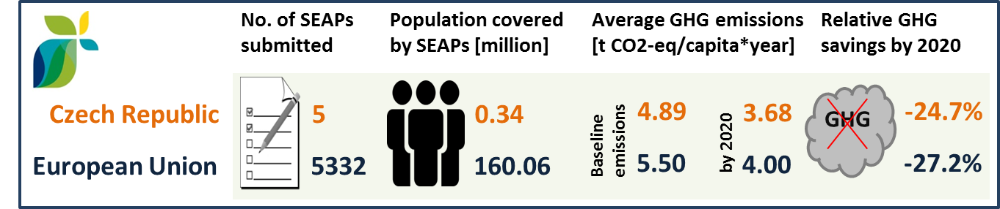 No. of SEAPs
submitted
Population covered
by SEAPs [million]
Average GHG emissions
[t CO2-eq/capita*year]
Relative GHG
savings by 2020
Czech Republic
5
0.34
Baseline
emissions
4.89
by 2020
3.68
GHG
-24.7%
European Union
5332
160.06
5.50
4.00
-27.2%